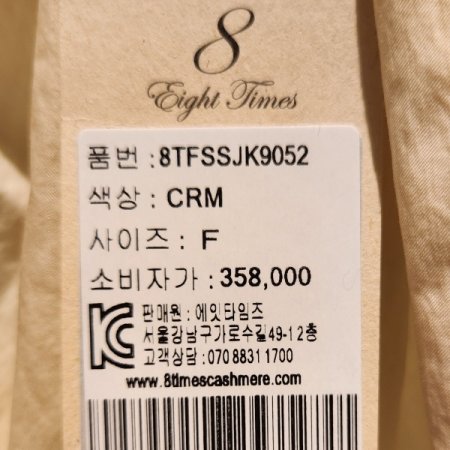 8
Eight Times
품번 : 8TFSSJK9052
색상 : CRM
사이즈 : F
소비자가 : 358,000
판매원 : 에잇타임즈
서울강남구가로수길49-1 2층
고객상담 : 070 8831 1700
www.8timescashmere.com